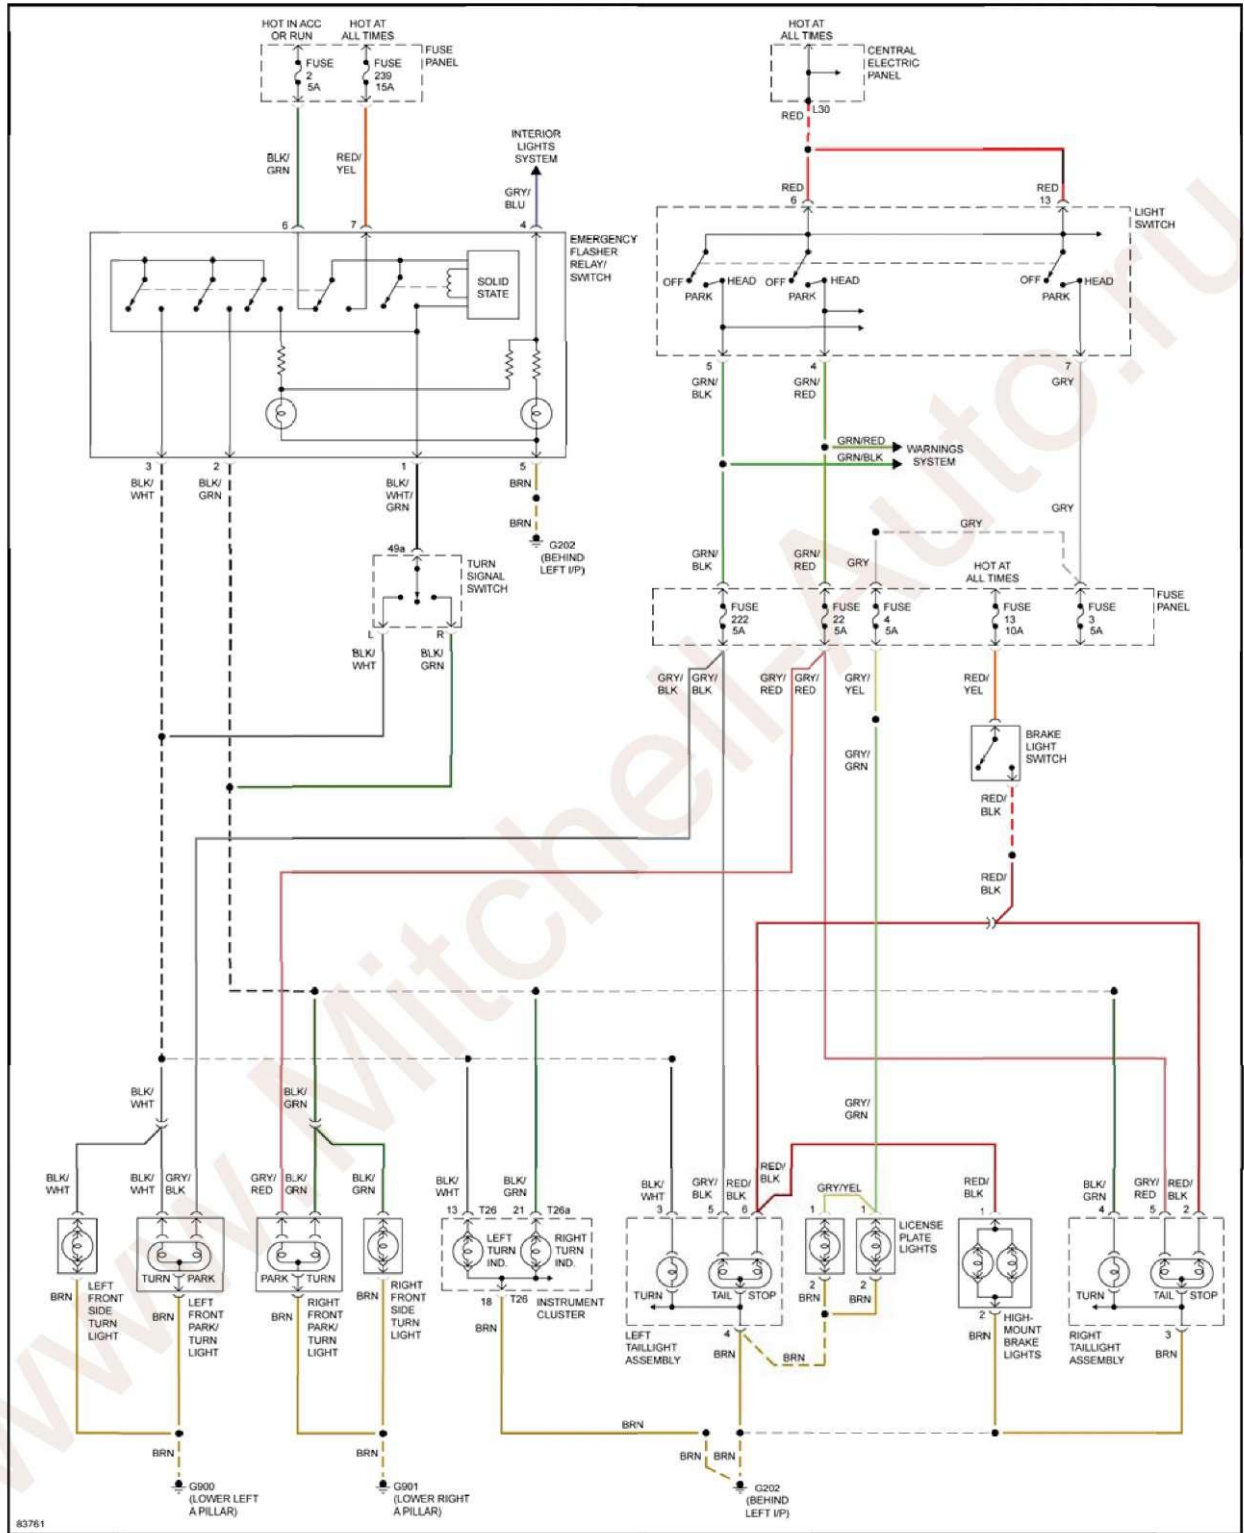 HOT IN ACC
OR RUN
HOT AT
ALL TIMES
FUSE
PANEL
FUSE
2
5A
FUSE
239
15A
HOT AT
ALL TIMES
CENTRAL
ELECTRIC
PANEL
L30
RED
BLK/
GRN
RED/
YEL
INTERIOR
LIGHTS
SYSTEM
GRY/
BLU
RED
6
RED
13
LIGHT
SWITCH
6
7
4
EMERGENCY
FLASHER
RELAY/
SWITCH
SOLID
STATE
OFF
PARK
HEAD
OFF
PARK
HEAD
OFF
PARK
HEAD
5
GRN/
BLK
4
GRN/
RED
7
GRY
GRN/RED
GRN/BLK
WARNINGS
SYSTEM
3
BLK/
WHT
2
BLK/
GRN
1
BLK/
WHT/
GRN
5
BRN
BRN
G202
(BEHIND
LEFT I/P)
GRY
GRY
49a
TURN
SIGNAL
SWITCH
L
R
BLK/
WHT
BLK/
GRN
GRN/
BLK
GRN/
RED
GRY
HOT AT
ALL TIMES
FUSE
PANEL
FUSE
222
5A
FUSE
22
5A
FUSE
4
5A
FUSE
13
10A
FUSE
3
5A
GRY/
BLK
GRY/
BLK
GRY/
RED
GRY/
RED
GRY/
YEL
RED/
YEL
GRY/
GRN
BRAKE
LIGHT
SWITCH
RED/
BLK
RED/
BLK
BLK/
WHT
BLK/
GRN
GRY/
GRN
BLK/
WHT
BLK/
WHT
GRY/
BLK
GRY/
RED
BLK/
GRN
BLK/
GRN
BLK/
WHT
BLK/
GRN
BLK/
WHT
GRY/
BLK
RED/
BLK
RED/
BLK
GRY/YEL
RED/
BLK
BLK/
GRN
GRY/
RED
RED/
BLK
13
T26
21
T26a
3
5
6
1
1
LICENSE
PLATE
LIGHTS
1
4
5
2
LEFT
TURN
IND.
RIGHT
TURN
IND.
TURN
PARK
PARK
TURN
TURN
TAIL
STOP
TURN
TAIL
STOP
BRN
LEFT
FRONT
SIDE
TURN
LIGHT
BRN
LEFT
FRONT
PARK/
TURN
LIGHT
BRN
RIGHT
FRONT
PARK/
TURN
LIGHT
BRN
RIGHT
FRONT
SIDE
TURN
LIGHT
18
T26
INSTRUMENT
CLUSTER
BRN
LEFT
TAILLIGHT
ASSEMBLY
4
BRN
2
BRN
2
BRN
BRN
2
BRN
HIGH-
MOUNT
BRAKE
LIGHTS
RIGHT
TAILLIGHT
ASSEMBLY
3
BRN
BRN
BRN
BRN
BRN
BRN
G900
(LOWER LEFT
A PILLAR)
G901
(LOWER RIGHT
A PILLAR)
G202
(BEHIND
LEFT I/P)
83761
www.Mitchell-Auto.ru